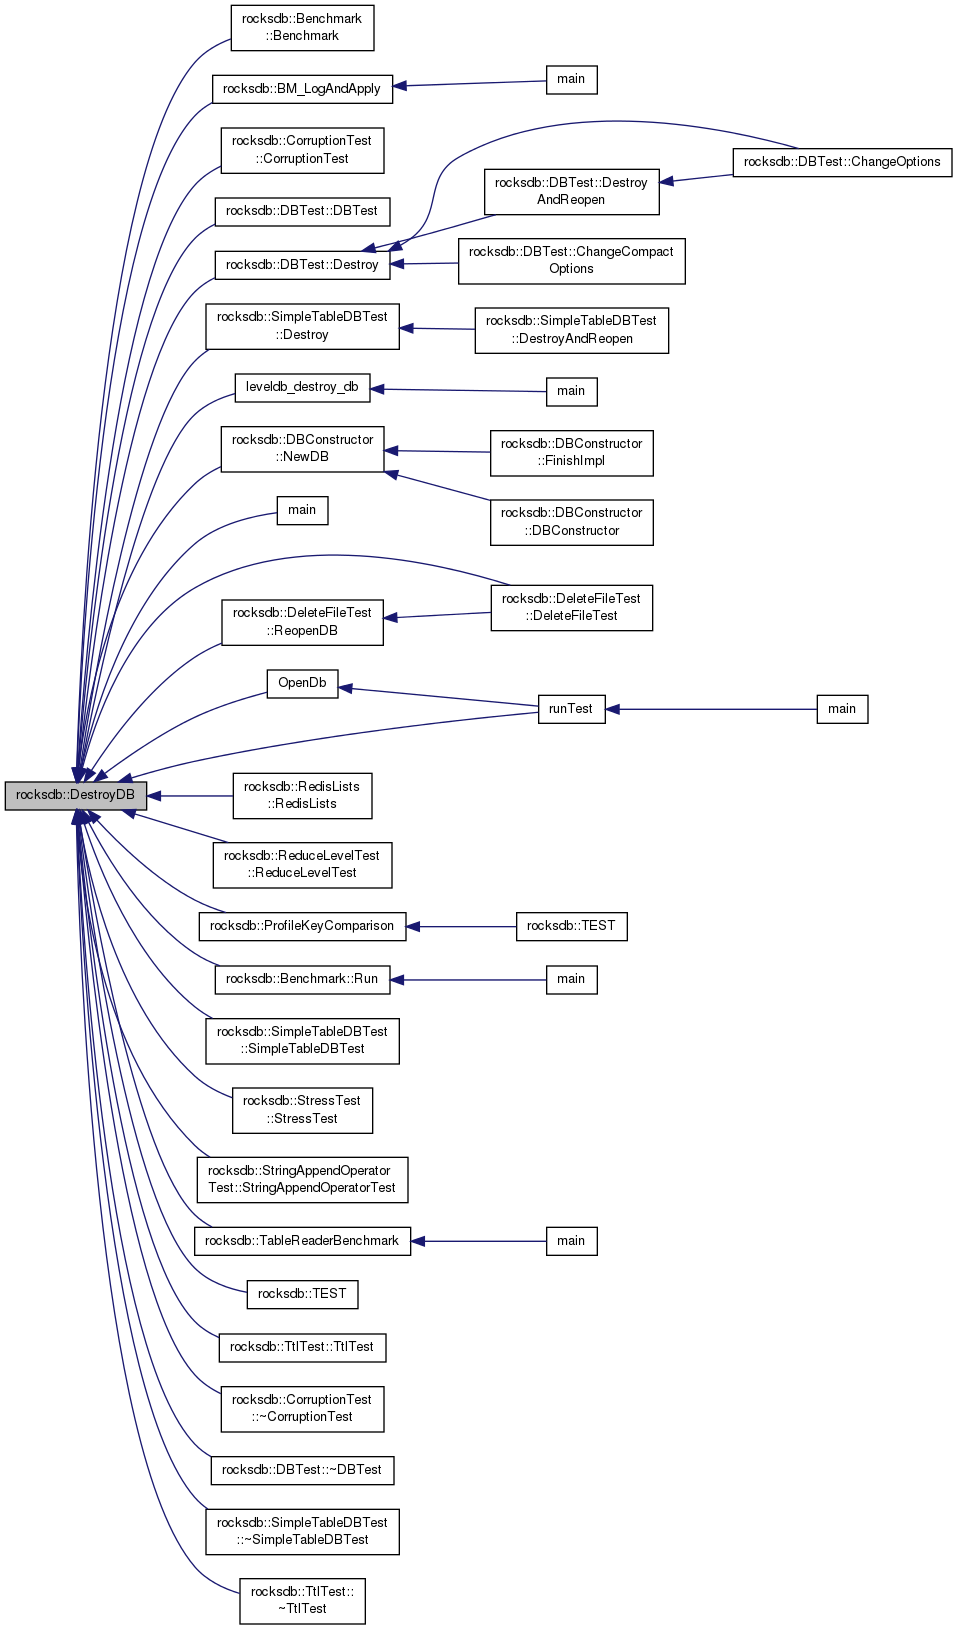 rocksdb::Benchmark
::Benchmark
rocksdb::BM_LogAndApply
main
rocksdb::CorruptionTest
::CorruptionTest
rocksdb::DBTest::ChangeOptions
rocksdb::DBTest::Destroy
AndReopen
rocksdb::DBTest::DBTest
rocksdb::DBTest::Destroy
rocksdb::DBTest::ChangeCompact
Options
rocksdb::SimpleTableDBTest
::Destroy
rocksdb::SimpleTableDBTest
::DestroyAndReopen
leveldb_destroy_db
main
rocksdb::DBConstructor
::NewDB
rocksdb::DBConstructor
::FinishImpl
rocksdb::DBConstructor
::DBConstructor
main
rocksdb::DeleteFileTest
::DeleteFileTest
rocksdb::DeleteFileTest
::ReopenDB
OpenDb
runTest
main
rocksdb::DestroyDB
rocksdb::RedisLists
::RedisLists
rocksdb::ReduceLevelTest
::ReduceLevelTest
rocksdb::ProfileKeyComparison
rocksdb::TEST
rocksdb::Benchmark::Run
main
rocksdb::SimpleTableDBTest
::SimpleTableDBTest
rocksdb::StressTest
::StressTest
rocksdb::StringAppendOperator
Test::StringAppendOperatorTest
rocksdb::TableReaderBenchmark
main
rocksdb::TEST
rocksdb::TtlTest::TtlTest
rocksdb::CorruptionTest
::~CorruptionTest
rocksdb::DBTest::~DBTest
rocksdb::SimpleTableDBTest
::~SimpleTableDBTest
rocksdb::TtlTest::
~TtlTest